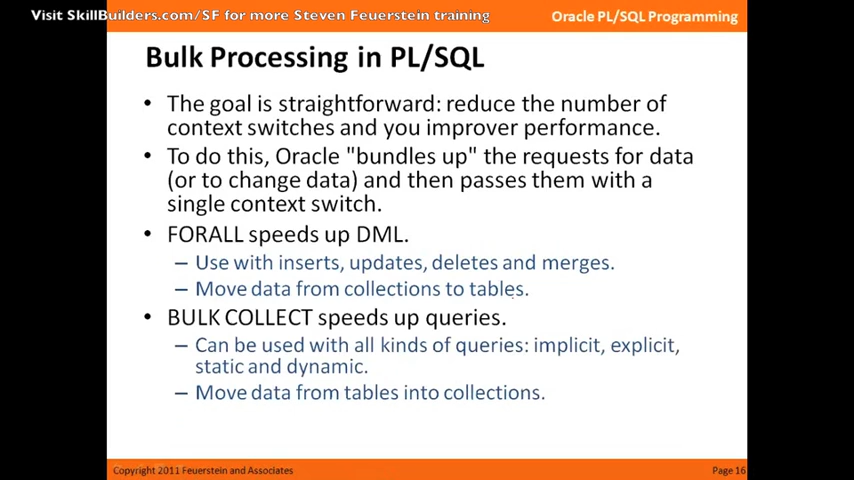 Visit SkillBuilders.com/SF for more Steven Feuerstein training
Oracle PL/SQL Programming
Bulk Processing in PL/SQL
• The goal is straightforward: reduce the number of
context switches and you improver performance.
• To do this, Oracle "bundles up" the requests for data
(or to change data) and then passes them with a
single context switch.
• FORALL speeds up DML.
– Use with inserts, updates, deletes and merges.
– Move data from collections to tables.
• BULK COLLECT speeds up queries.
– Can be used with all kinds of queries: implicit, explicit,
static and dynamic.
– Move data from tables into collections.
Copyright 2011 Feuerstein and Associates
Page 16